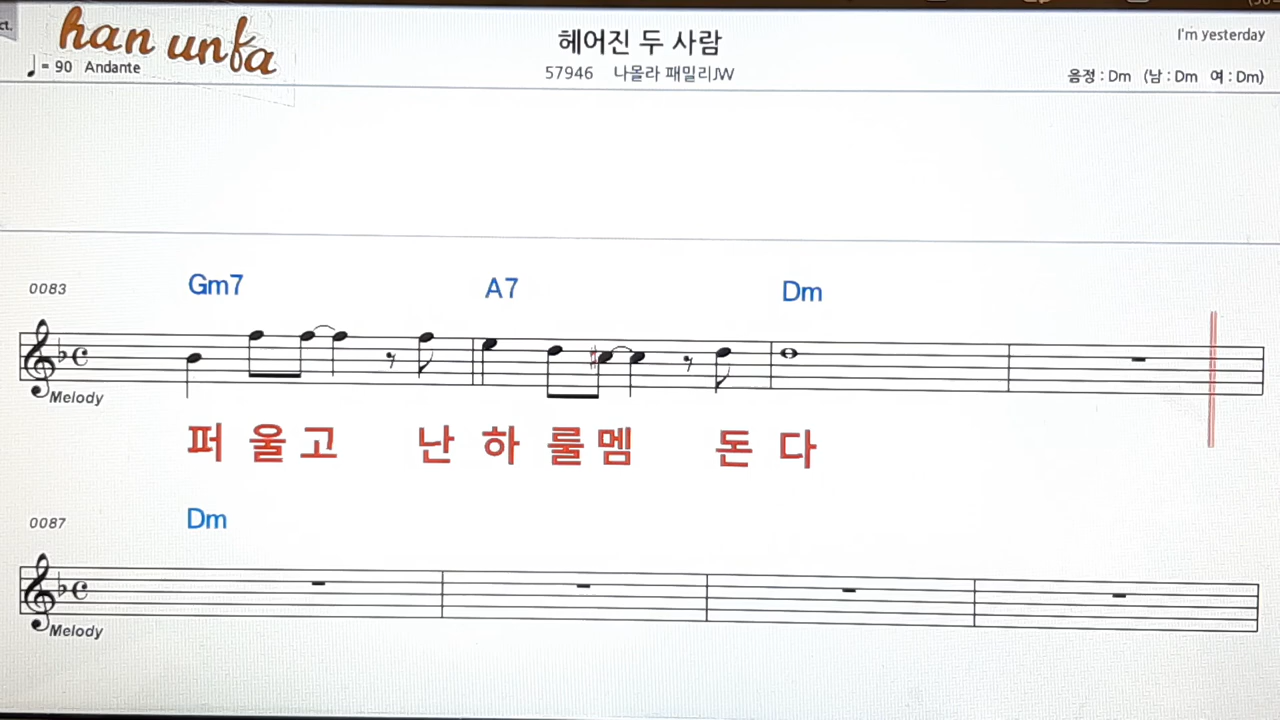 ct.
han unfa
♩ = 90 Andante
헤어진 두 사람
57946 나몰라 패밀리JW
I'm yesterday
음정 : Dm (남 : Dm 여 : Dm)
0083
Gm7 A7 Dm
Melody
퍼 울 고 난 하 룰 멤 돈 다
0087
Dm
Melody